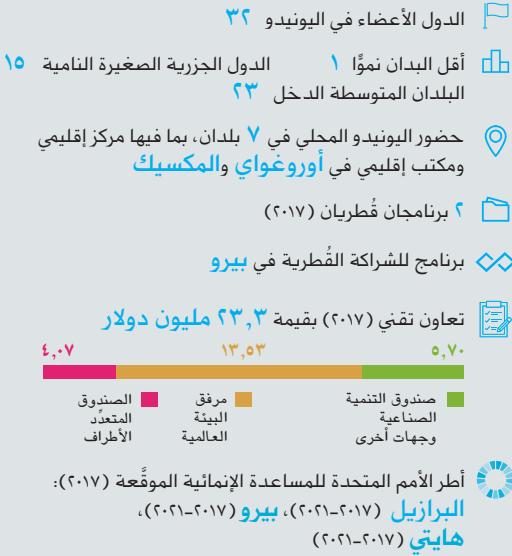 الدول الأعضاء في اليونيدو ٣٢
أقل البدان نموًّا ١ الدول الجزرية الصغيرة النامية ١٥
البلدان المتوسطة الدخل ٢٣
حضور اليونيدو المحلي في ٧ بلدان، بما فيها مركز إقليمي
ومكتب إقليمي في أوروغواي والمكسيك
٢ برنامجان قُطريان (٢٠١٧)
برنامج للشراكة القُطرية في بيرو
تعاون تقني (٢٠١٧) بقيمة ٢٣,٣ مليون دولار
٥,٧٠ ١٣,٥٣ ٤,٠٧
صندوق التنمية
الصناعية
وجهات أخرى
مرفق
البيئة
العالمية
الصندوق
المتعدِّد
الأطراف
أطر الأمم المتحدة للمساعدة الإنمائية الموقَّعة (٢٠١٧):
البرازيل (٢٠١٧-٢٠٢١)، بيرو (٢٠١٧-٢٠٢١)،
هايتي (٢٠١٧-٢٠٢١)